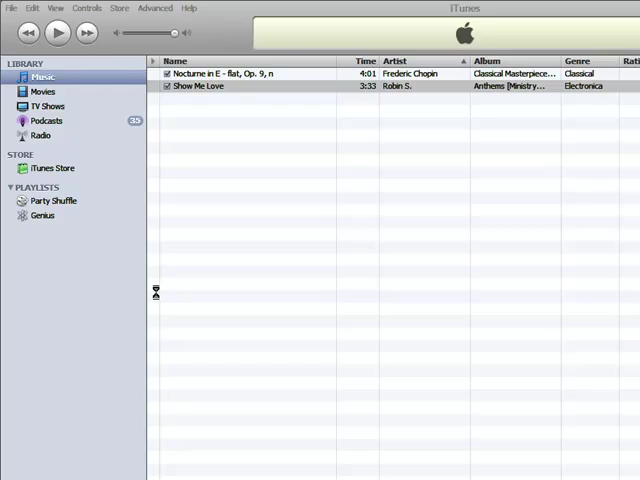 File Edit View Controls Store Advanced Help
iTunes
LIBRARY
Music
Movies
TV Shows
Podcasts 35
Radio
STORE
iTunes Store
PLAYLISTS
Party Shuffle
Genius
Name Time Artist Album Genre Rati
Nocturne in E - flat, Op. 9, n 4:01 Frederic Chopin Classical Masterpiece... Classical
Show Me Love 3:33 Robin S. Anthems [Ministry... Electronica